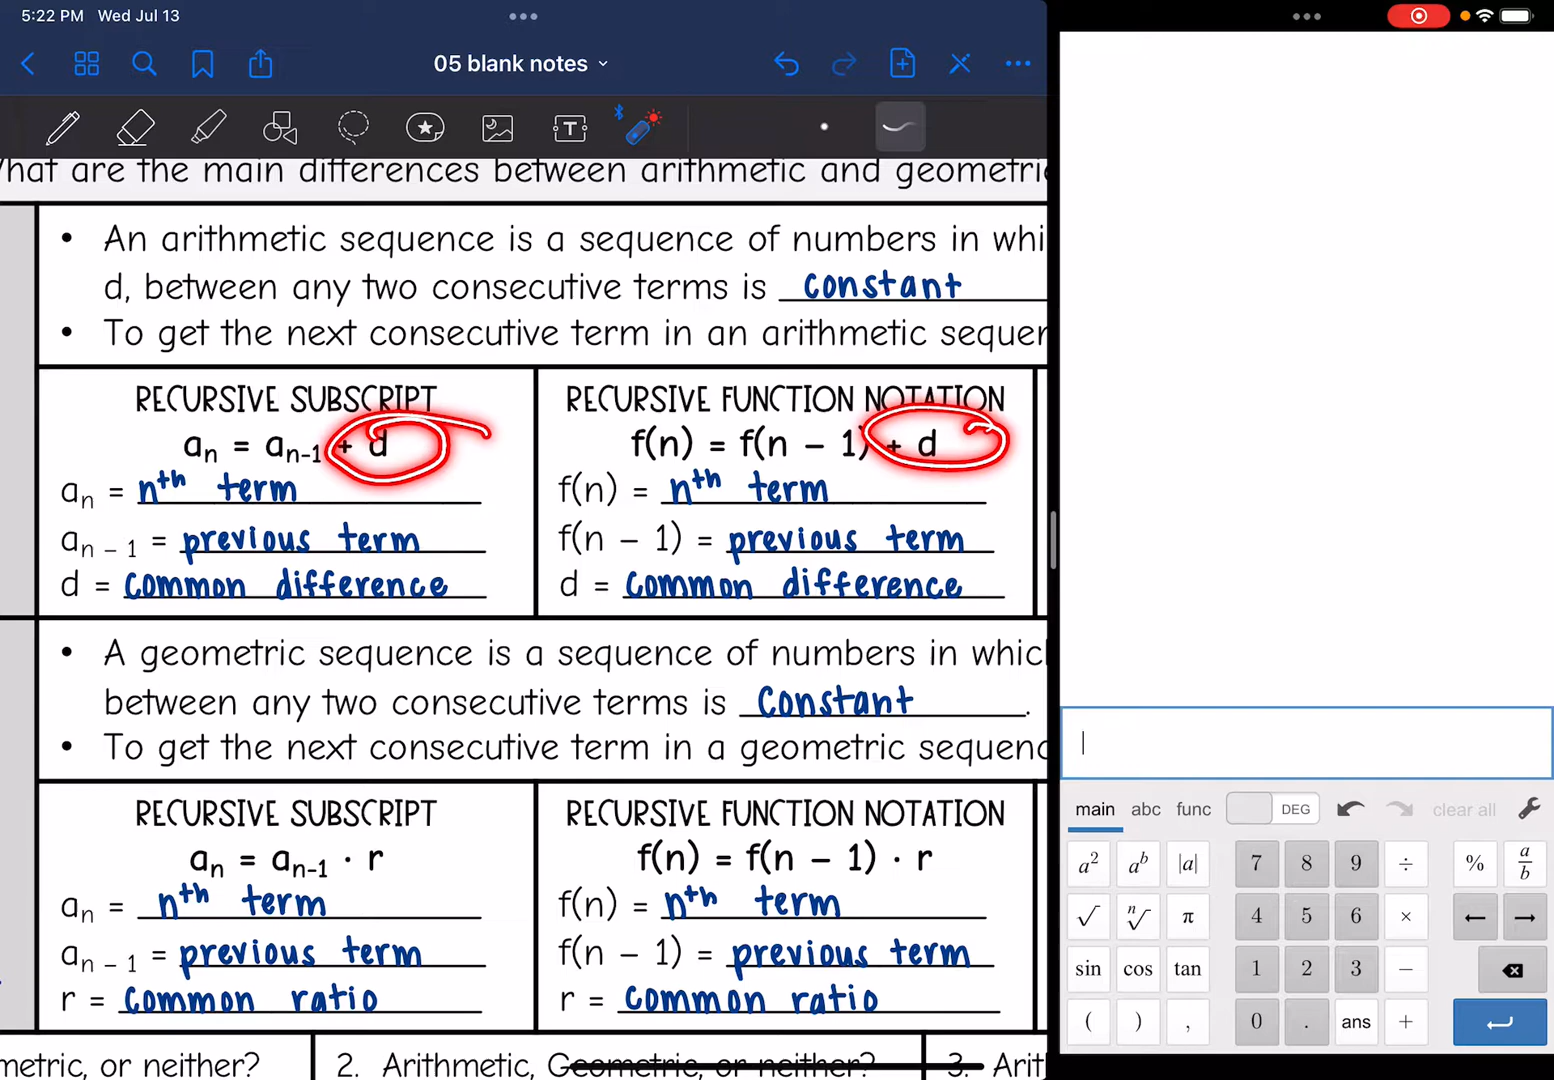 5:22 PM Wed Jul 13
05 blank notes
hat are the main differences between arithmetic and geometri
• An arithmetic sequence is a sequence of numbers in whi
d, between any two consecutive terms is constant
• To get the next consecutive term in an arithmetic sequer
RECURSIVE SUBSCRIPT
aₙ = aₙ₋₁ + d
aₙ = nᵗʰ term
aₙ₋₁ = previous term
d = common difference
RECURSIVE FUNCTION NOTATION
f(n) = f(n − 1) + d
f(n) = nᵗʰ term
f(n − 1) = previous term
d = common difference
• A geometric sequence is a sequence of numbers in whic
between any two consecutive terms is constant.
• To get the next consecutive term in a geometric sequenc
RECURSIVE SUBSCRIPT
aₙ = aₙ₋₁ · r
aₙ = nᵗʰ term
aₙ₋₁ = previous term
r = common ratio
RECURSIVE FUNCTION NOTATION
f(n) = f(n − 1) · r
f(n) = nᵗʰ term
f(n − 1) = previous term
r = common ratio
metric, or neither?
2. Arithmetic, Geometric, or neither?
3. Arit
main abc func DEG clear all
a² aᵇ |a| 7 8 9 ÷ % a/b
√ ⁿ√ π 4 5 6 × ← →
sin cos tan 1 2 3 −
( ) , 0 . ans +